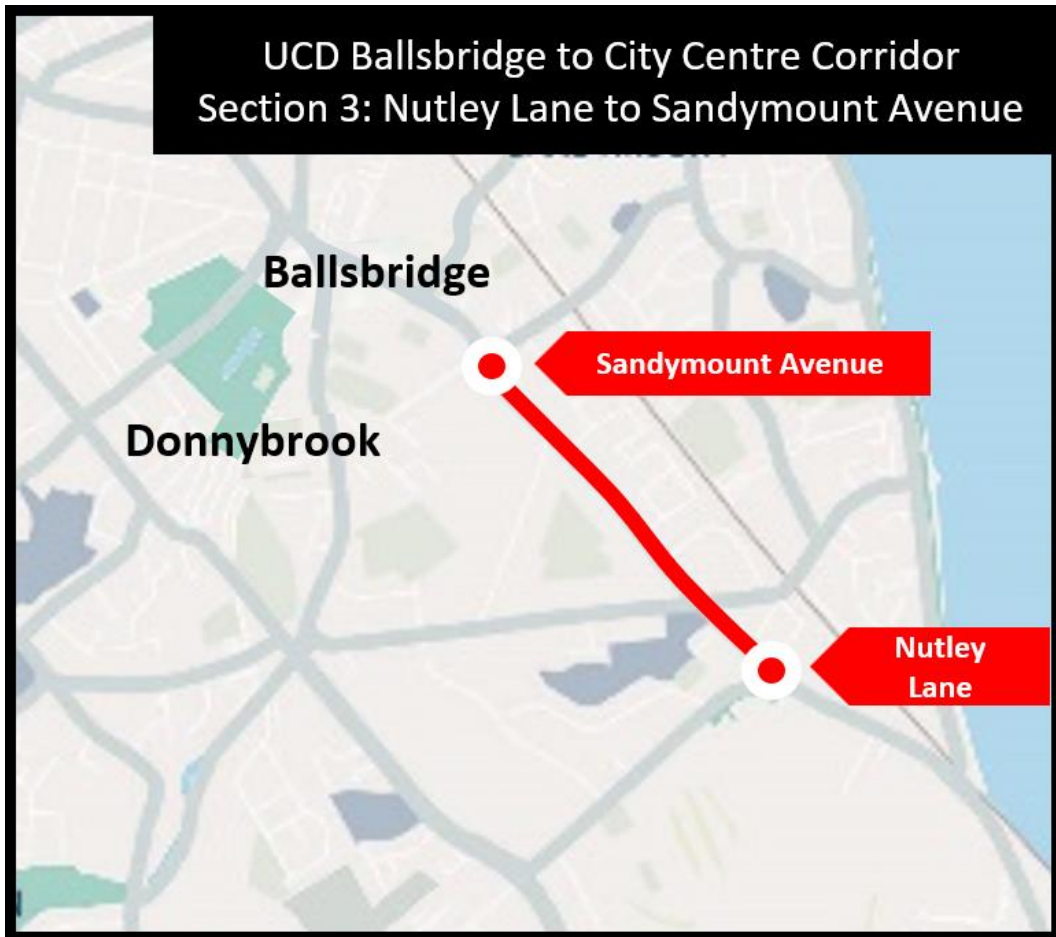 UCD Ballsbridge to City Centre Corridor
Section 3: Nutley Lane to Sandymount Avenue
Ballsbridge
Sandymount Avenue
Donnybrook
Nutley
Lane